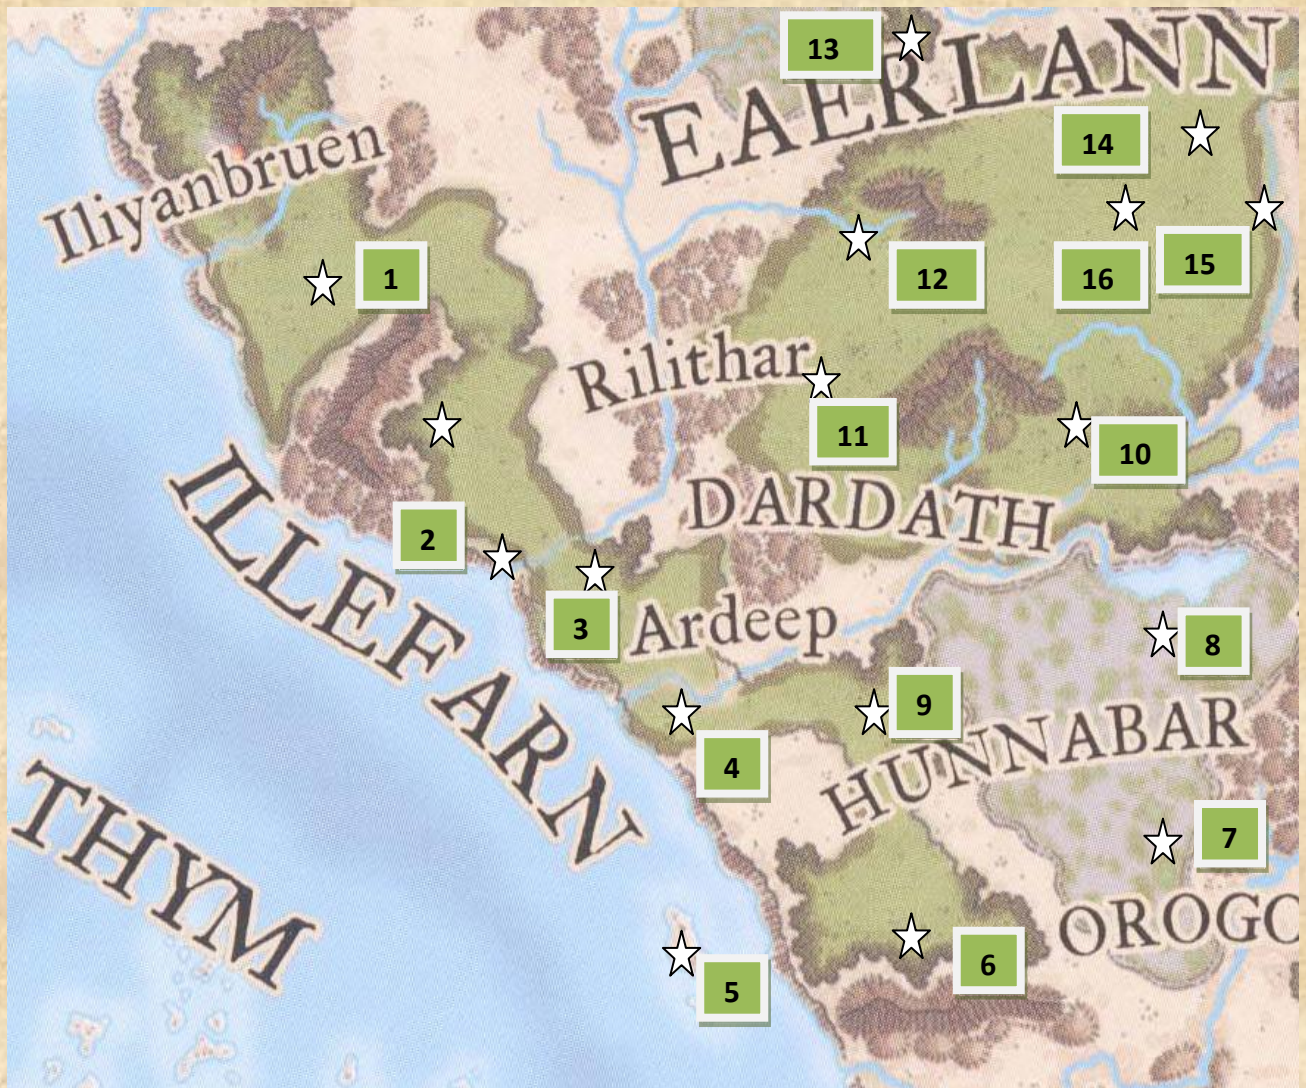 13
EAERLANN
14
Iliyanbruen
1
12
16
15
Rilithar
11
10
ILLEFARN
DARDATH
2
3
Ardeep
8
9
HUNNABAR
4
THYM
7
OROGO
5
6